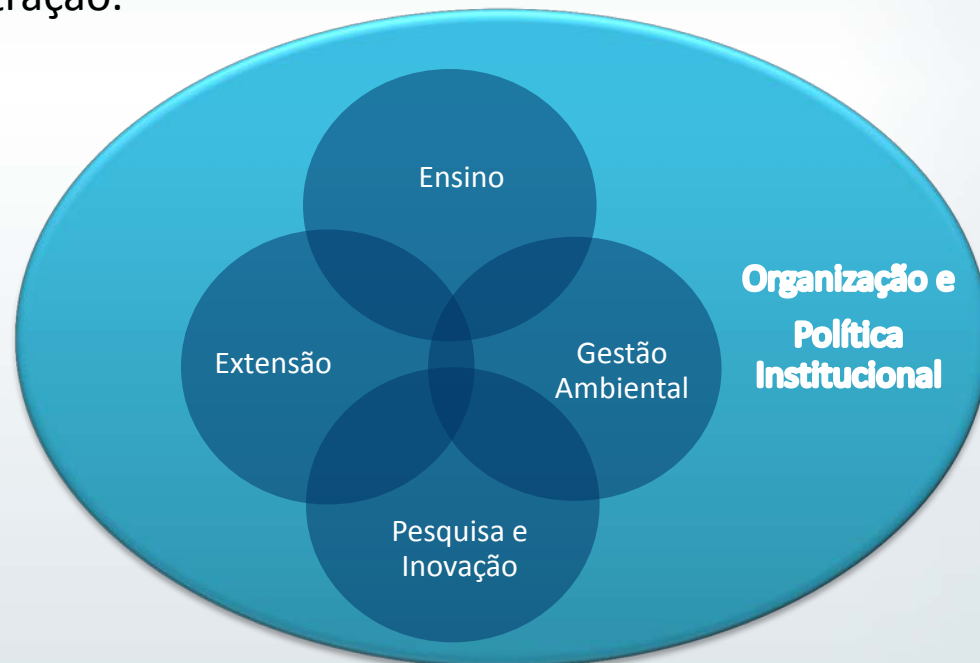 Ensino
Extensão
Gestão
Ambiental
Pesquisa e
Inovação
Organização e
Política
Institucional